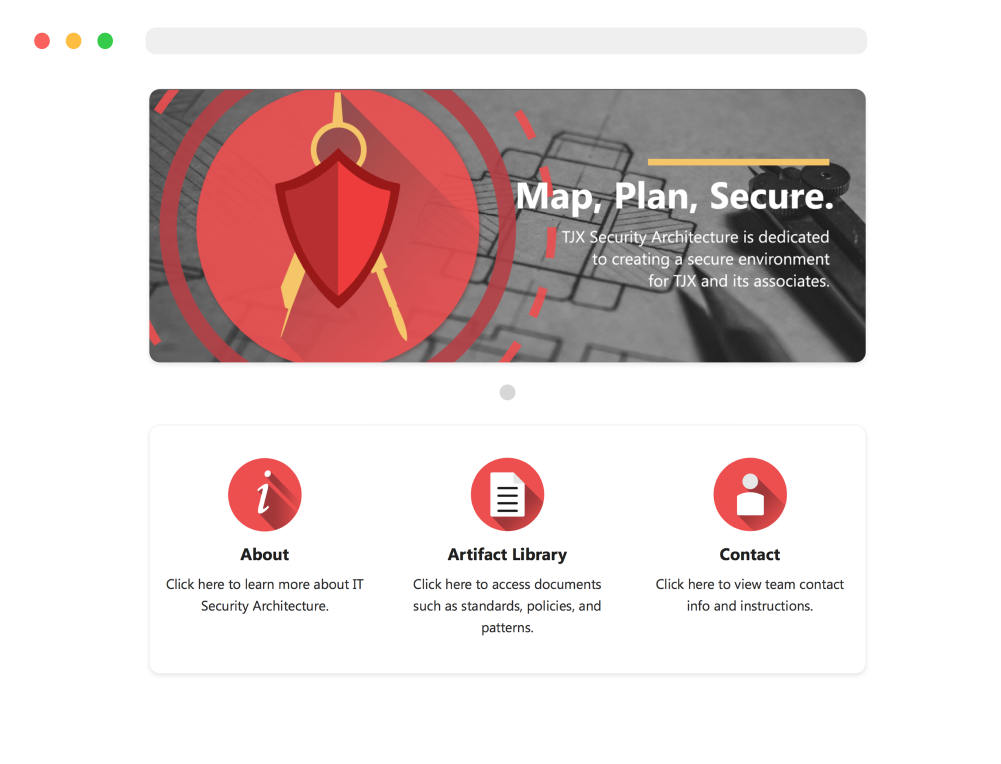 Map, Plan, Secure.
TJX Security Architecture is dedicated
to creating a secure environment
for TJX and its associates.
i
About
Click here to learn more about IT
Security Architecture.
Artifact Library
Click here to access documents
such as standards, policies, and
patterns.
Contact
Click here to view team contact
info and instructions.